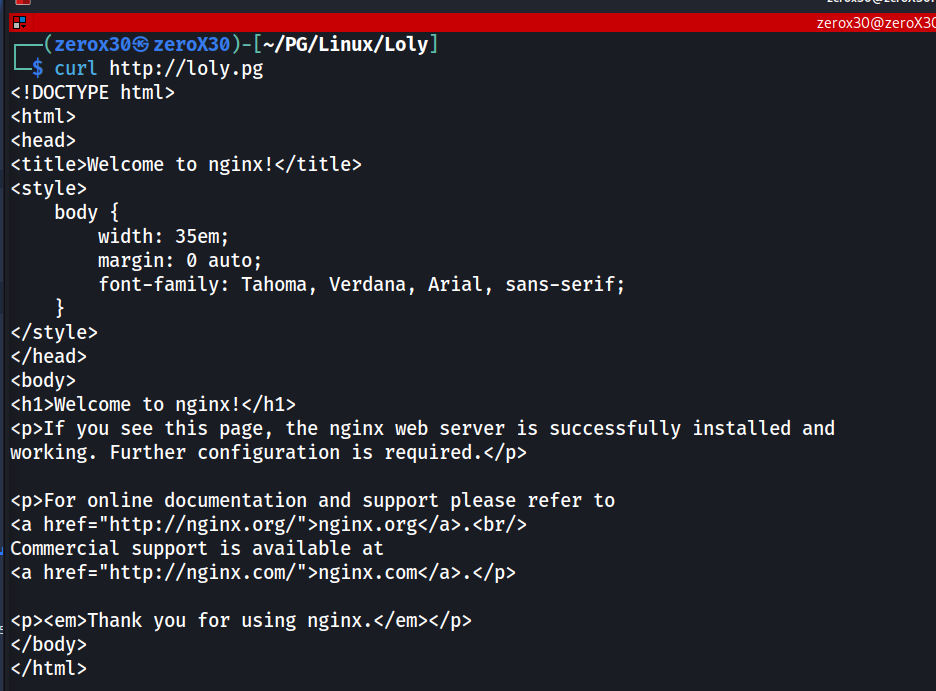 zerox30@zeroX30
┌──(zerox30㉿zeroX30)-[~/PG/Linux/Loly]
└─$ curl http://loly.pg
<!DOCTYPE html>
<html>
<head>
<title>Welcome to nginx!</title>
<style>
    body {
        width: 35em;
        margin: 0 auto;
        font-family: Tahoma, Verdana, Arial, sans-serif;
    }
</style>
</head>
<body>
<h1>Welcome to nginx!</h1>
<p>If you see this page, the nginx web server is successfully installed and
working. Further configuration is required.</p>

<p>For online documentation and support please refer to
<a href="http://nginx.org/">nginx.org</a>.<br/>
Commercial support is available at
<a href="http://nginx.com/">nginx.com</a>.</p>

<p><em>Thank you for using nginx.</em></p>
</body>
</html>